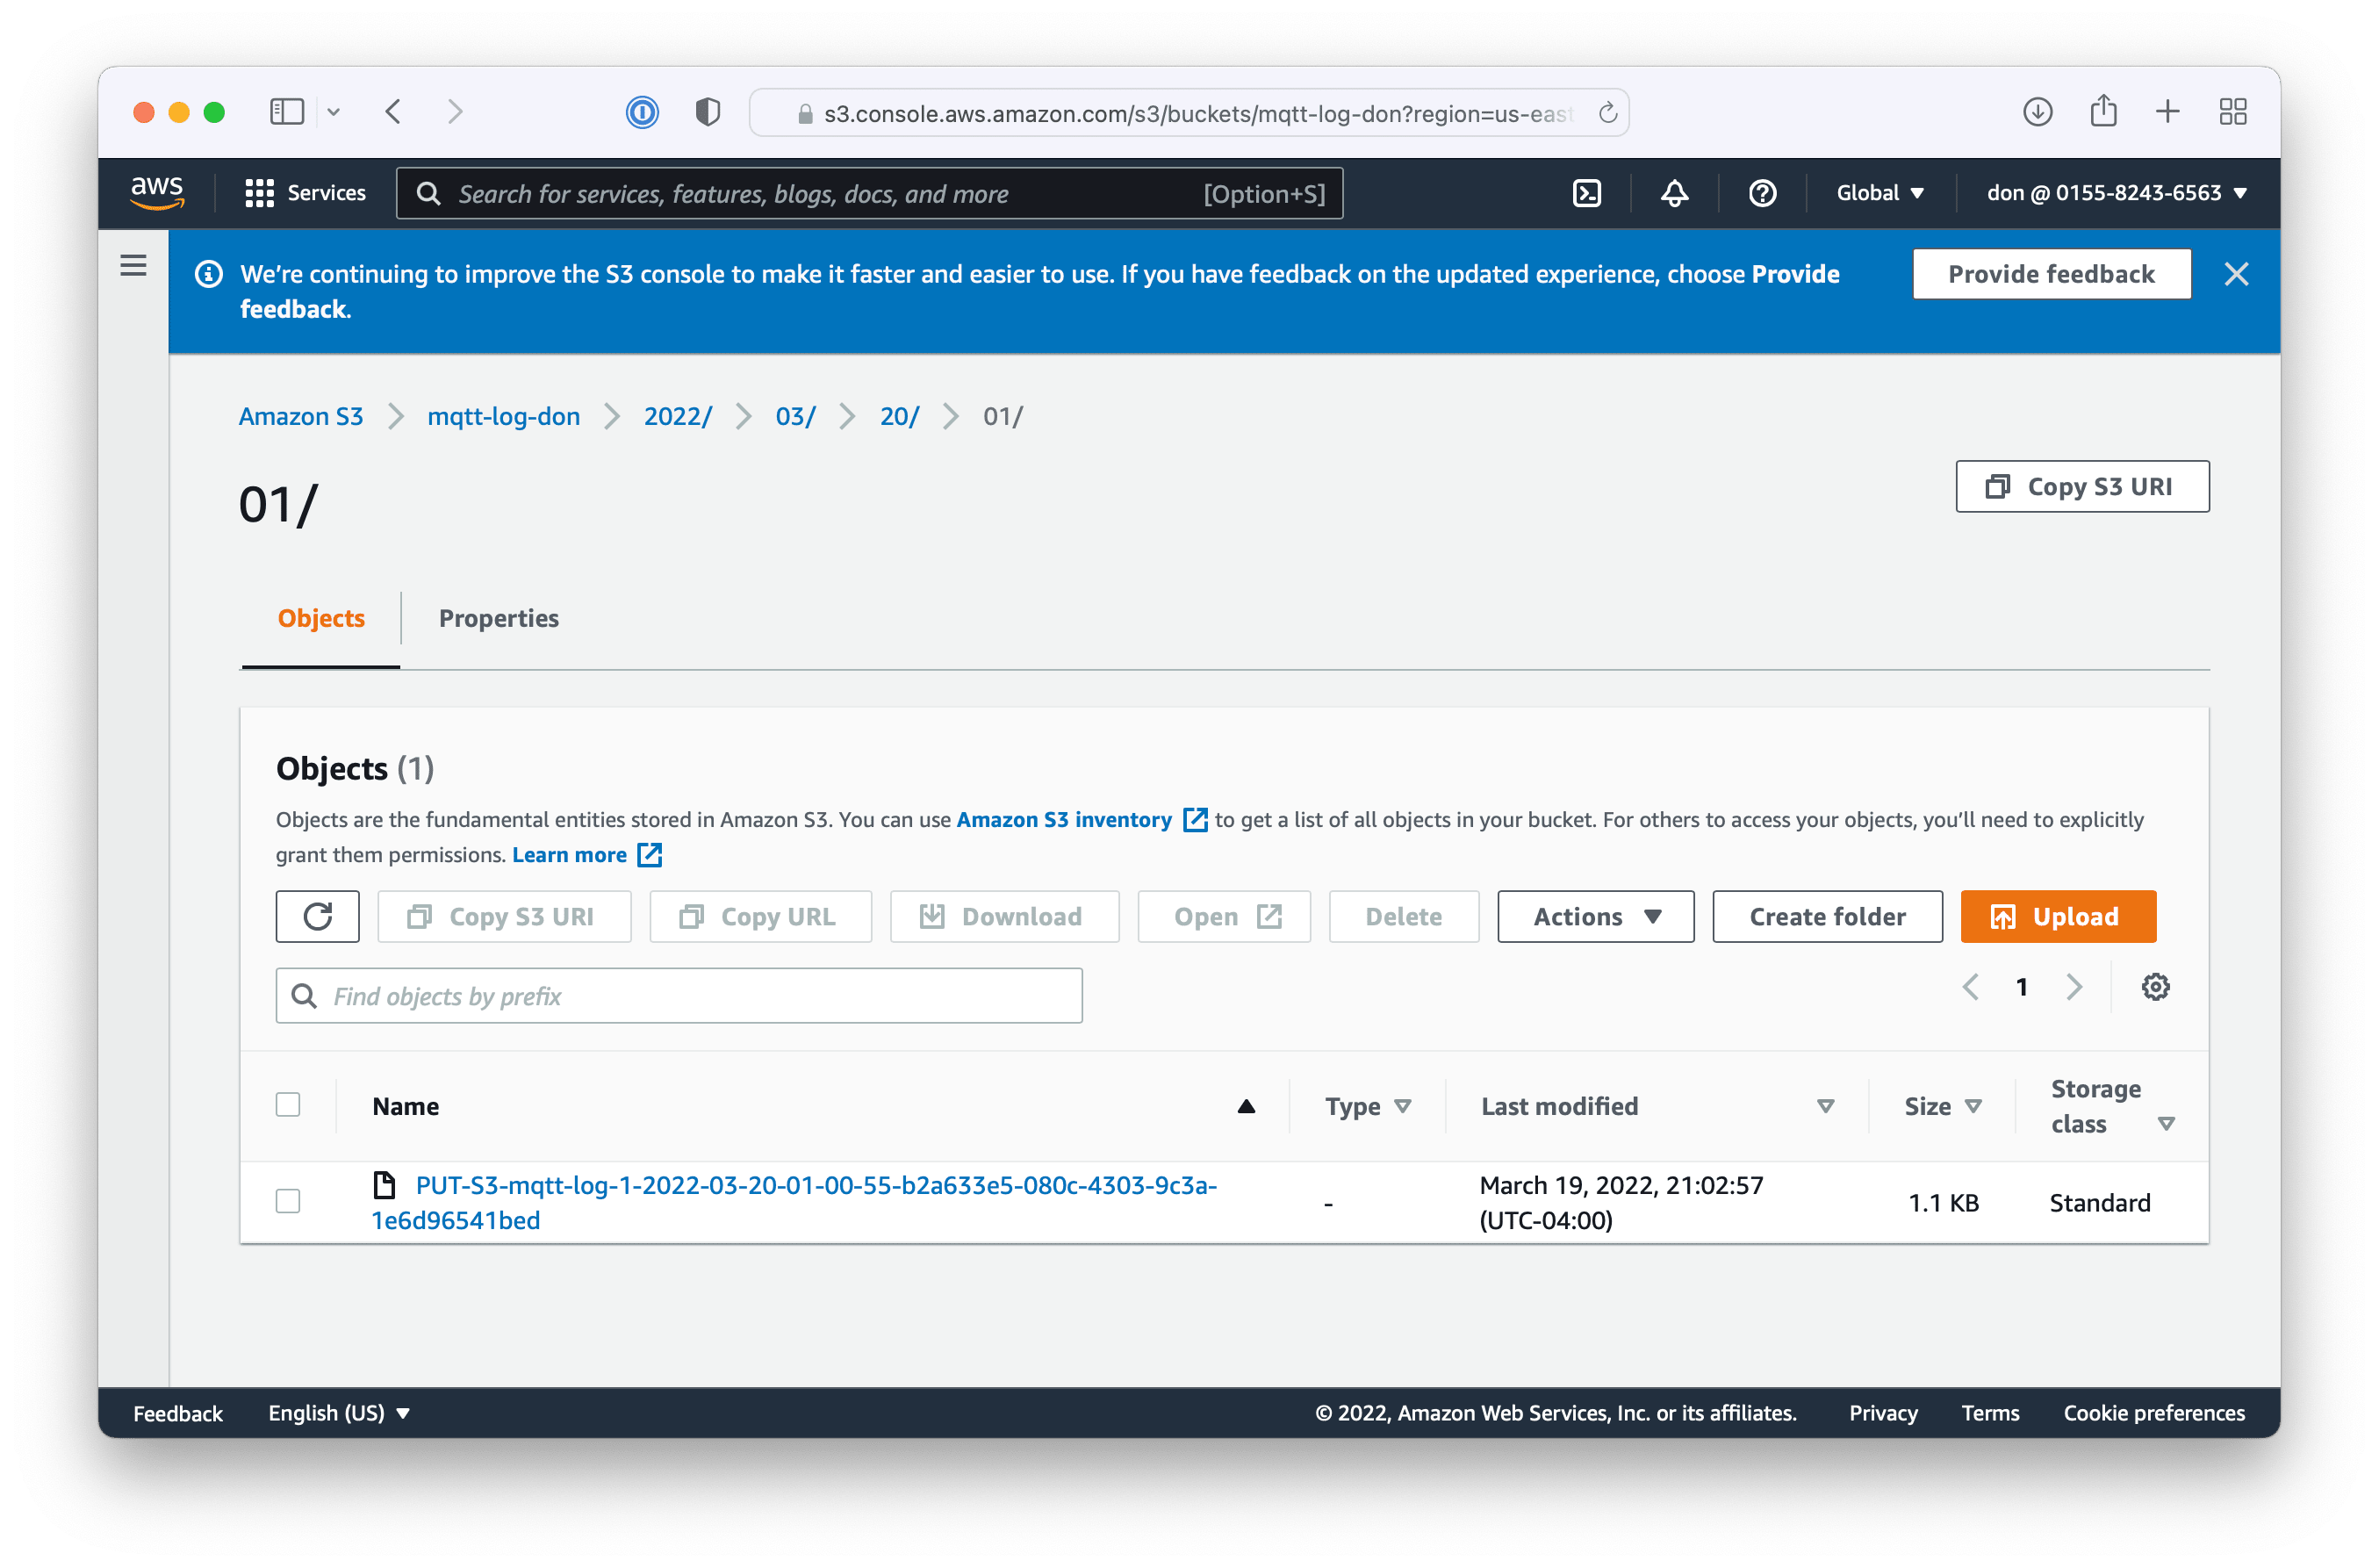 s3.console.aws.amazon.com/s3/buckets/mqtt-log-don?region=us-east
aws Services Search for services, features, blogs, docs, and more [Option+S] Global ▼ don @ 0155-8243-6563 ▼
We’re continuing to improve the S3 console to make it faster and easier to use. If you have feedback on the updated experience, choose Provide
feedback.
Provide feedback
Amazon S3 > mqtt-log-don > 2022/ > 03/ > 20/ > 01/
01/
Copy S3 URI
Objects Properties
Objects (1)
Objects are the fundamental entities stored in Amazon S3. You can use Amazon S3 inventory to get a list of all objects in your bucket. For others to access your objects, you’ll need to explicitly
grant them permissions. Learn more
Copy S3 URI Copy URL Download Open Delete Actions ▼ Create folder Upload
Find objects by prefix
1
Name Type Last modified Size Storage
class
PUT-S3-mqtt-log-1-2022-03-20-01-00-55-b2a633e5-080c-4303-9c3a-
1e6d96541bed
-
March 19, 2022, 21:02:57
(UTC-04:00)
1.1 KB
Standard
Feedback English (US) ▼ © 2022, Amazon Web Services, Inc. or its affiliates. Privacy Terms Cookie preferences